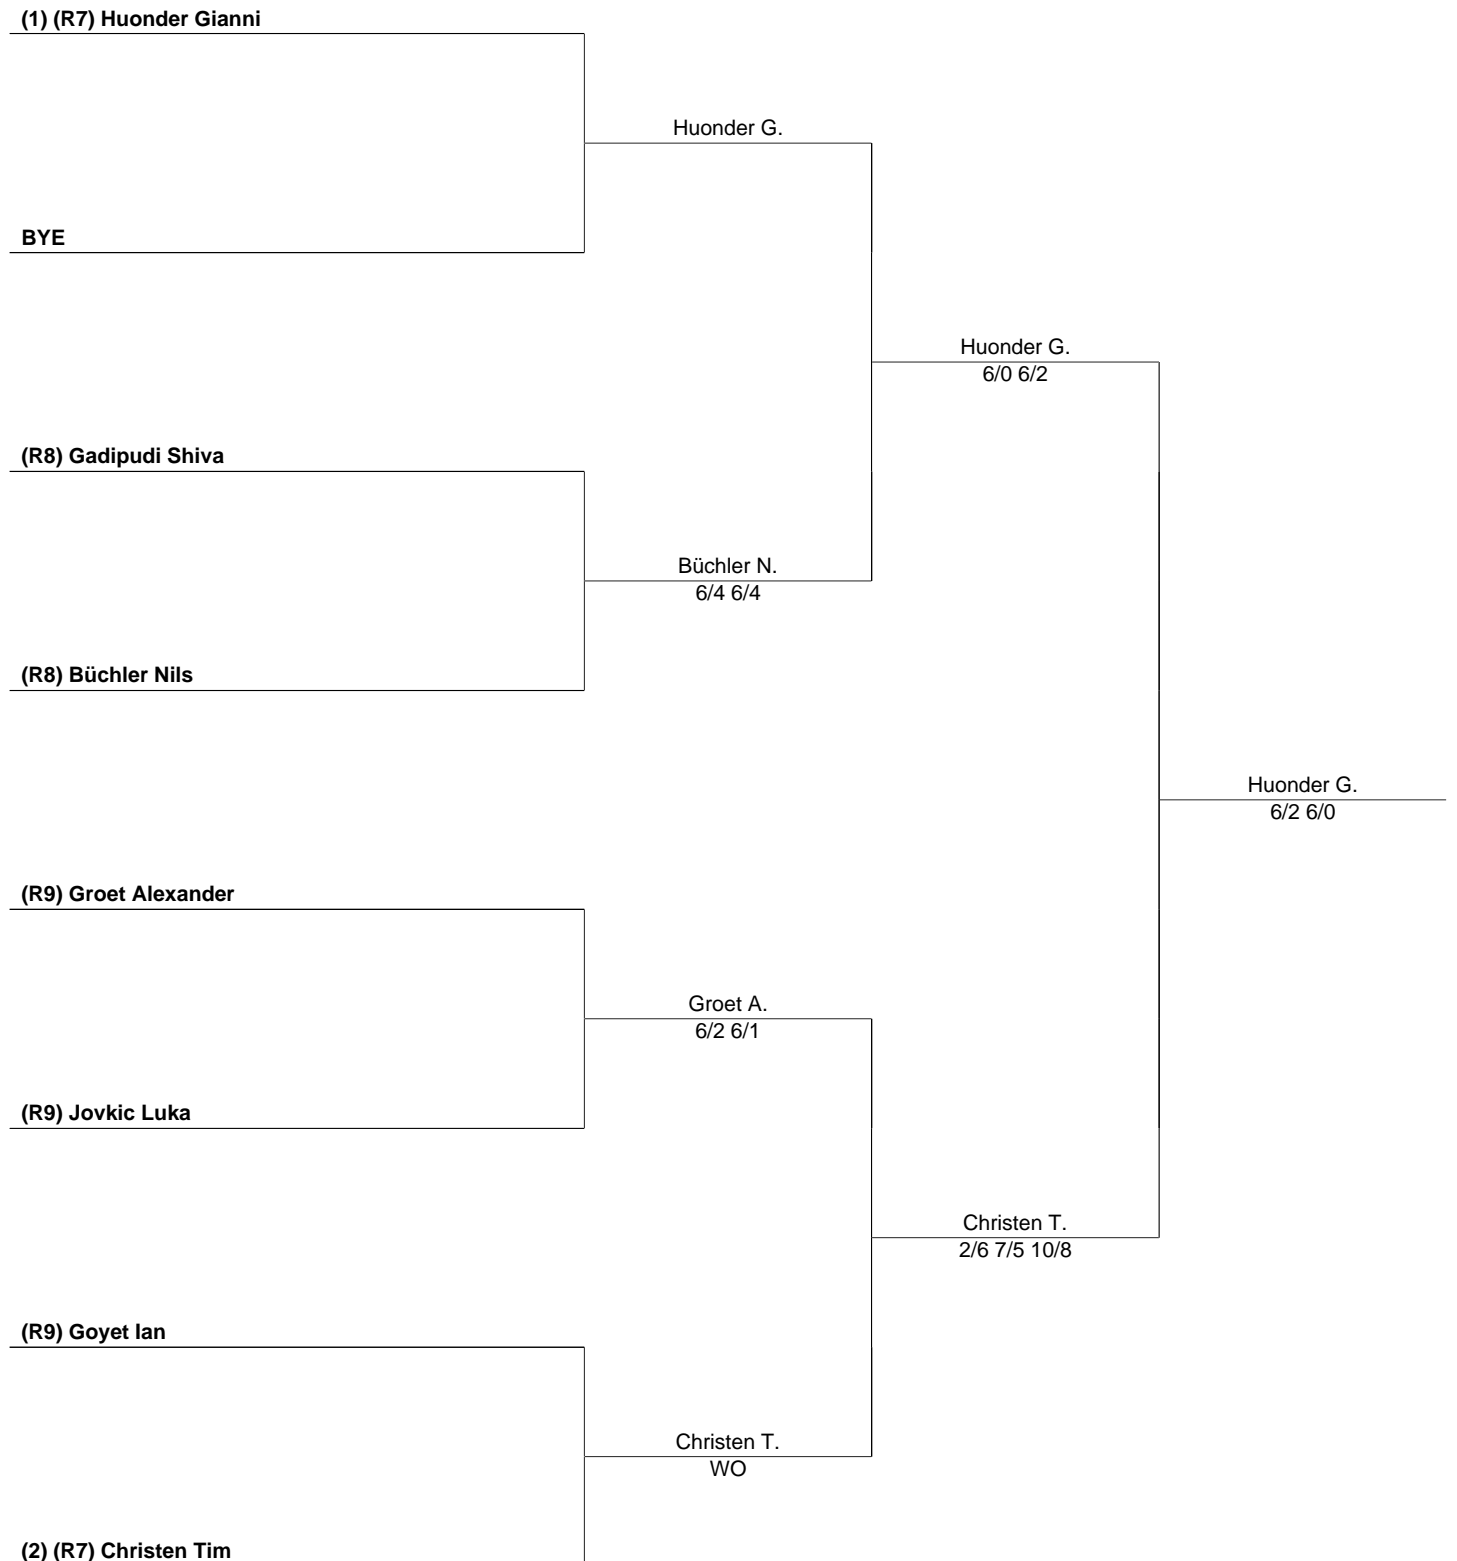 (1) (R7) Huonder Gianni
Huonder G.
BYE
Huonder G.
6/0 6/2
(R8) Gadipudi Shiva
Büchler N.
6/4 6/4
(R8) Büchler Nils
Huonder G.
6/2 6/0
(R9) Groet Alexander
Groet A.
6/2 6/1
(R9) Jovkic Luka
Christen T.
2/6 7/5 10/8
(R9) Goyet Ian
Christen T.
WO
(2) (R7) Christen Tim